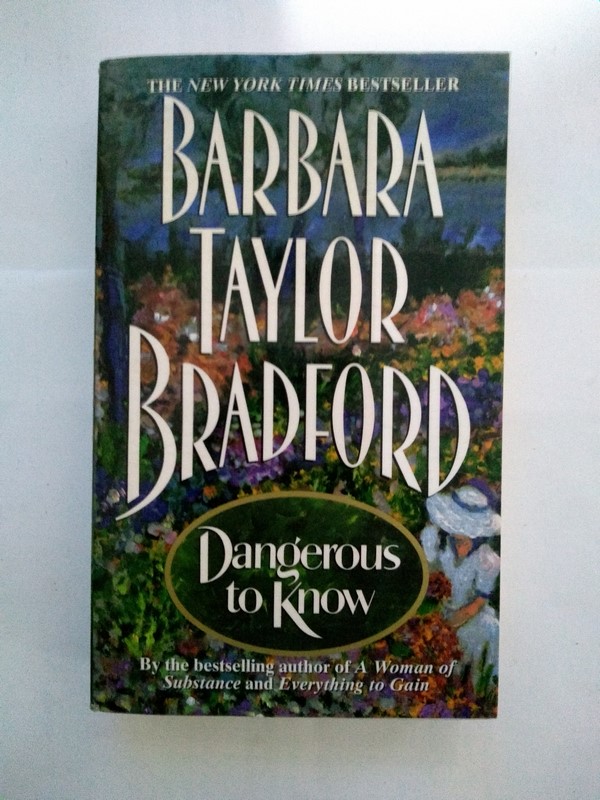 THE NEW YORK TIMES BESTSELLER
BARBARA
TAYLOR
BRADFORD
Dangerous
to Know
By the bestselling author of A Woman of
Substance and Everything to Gain